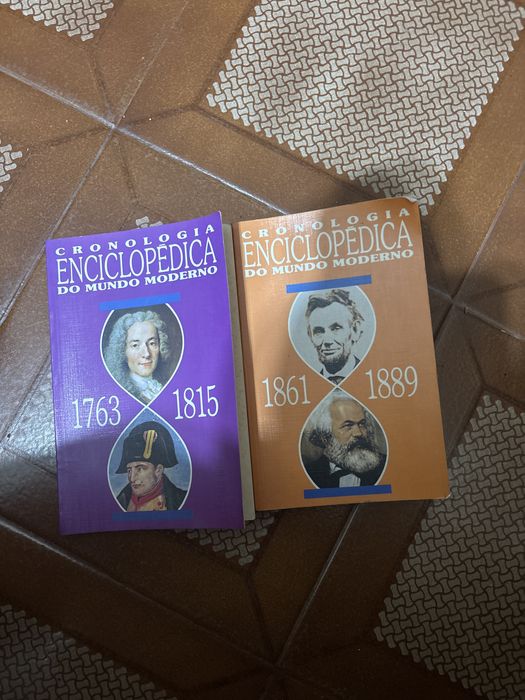 CRONOLOGIA
ENCICLOPÉDICA
DO MUNDO MODERNO
1763
1815
CRONOLOGIA
ENCICLOPÉDICA
DO MUNDO MODERNO
1861
1889